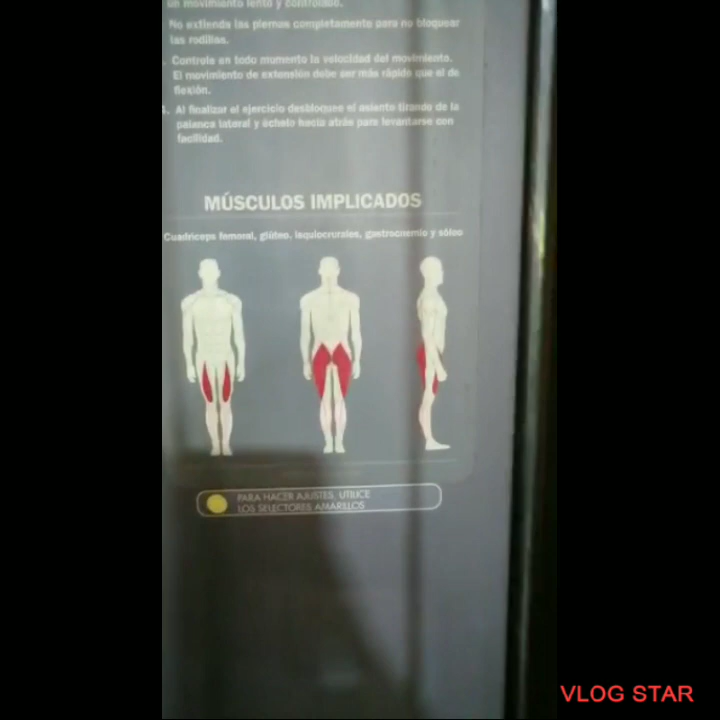 un movimiento lento y controlado.
No extienda las piernas completamente para no bloquear
las rodillas.
. Controle en todo momento la velocidad del movimiento.
El movimiento de extensión debe ser más rápido que el de
flexión.
4. Al finalizar el ejercicio desbloquee el asiento tirando de la
palanca lateral y échelo hacia atrás para levantarse con
facilidad.
MÚSCULOS IMPLICADOS
Cuadríceps femoral, glúteo, isquiocrurales, gastrocnemio y sóleo
PARA HACER AJUSTES, UTILICE
LOS SELECTORES AMARILLOS
VLOG STAR